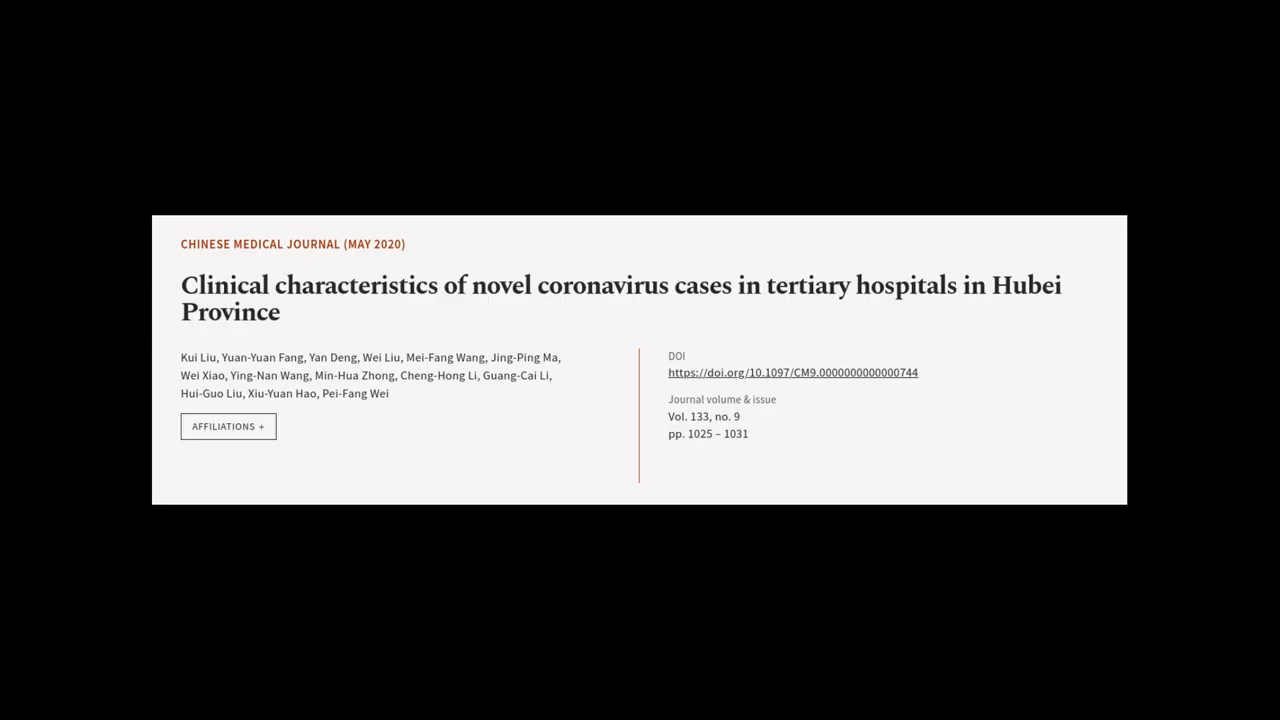 CHINESE MEDICAL JOURNAL (MAY 2020)
Clinical characteristics of novel coronavirus cases in tertiary hospitals in Hubei
Province
Kui Liu, Yuan-Yuan Fang, Yan Deng, Wei Liu, Mei-Fang Wang, Jing-Ping Ma,
Wei Xiao, Ying-Nan Wang, Min-Hua Zhong, Cheng-Hong Li, Guang-Cai Li,
Hui-Guo Liu, Xiu-Yuan Hao, Pei-Fang Wei
AFFILIATIONS +
DOI
https://doi.org/10.1097/CM9.0000000000000744
Journal volume & issue
Vol. 133, no. 9
pp. 1025 – 1031